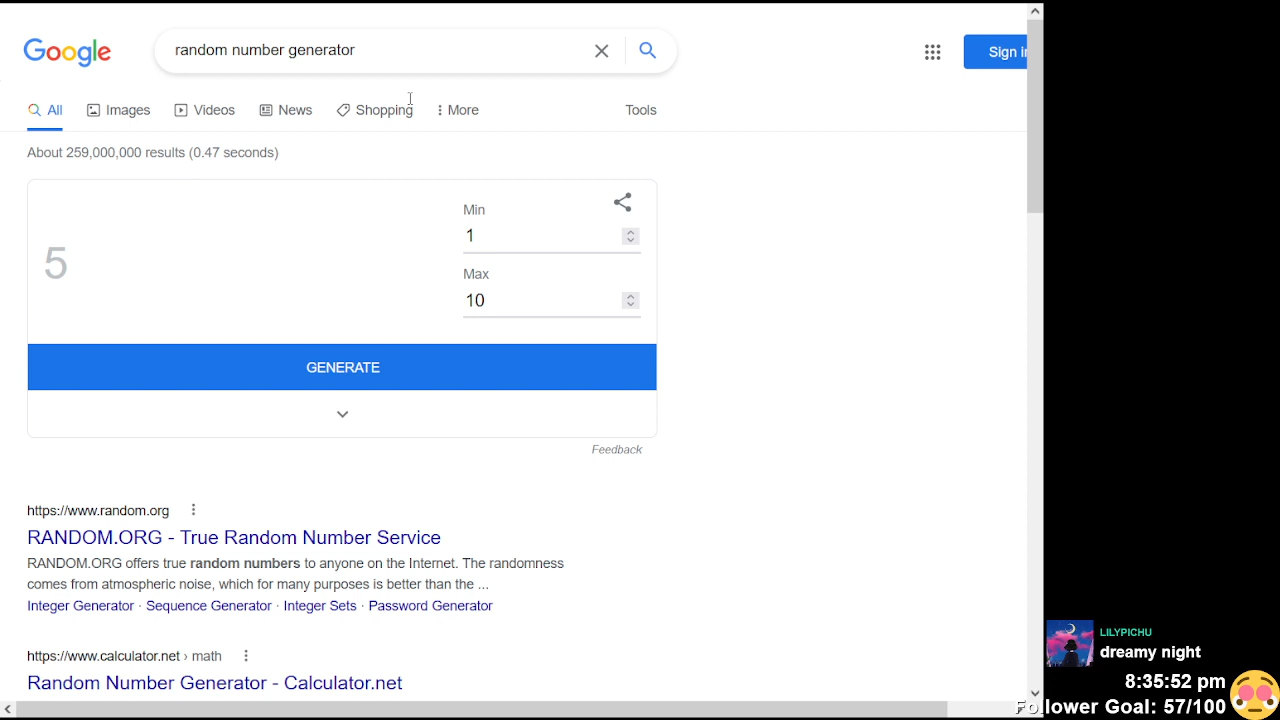 Google
random number generator
Sign in
All
Images
Videos
News
Shopping
More
Tools
About 259,000,000 results (0.47 seconds)
5
Min
1
Max
10
GENERATE
Feedback
https://www.random.org
RANDOM.ORG - True Random Number Service
RANDOM.ORG offers true random numbers to anyone on the Internet. The randomness
comes from atmospheric noise, which for many purposes is better than the ...
Integer Generator · Sequence Generator · Integer Sets · Password Generator
https://www.calculator.net › math
Random Number Generator - Calculator.net
LILYPICHU
dreamy night
8:35:52 pm
Follower Goal: 57/100